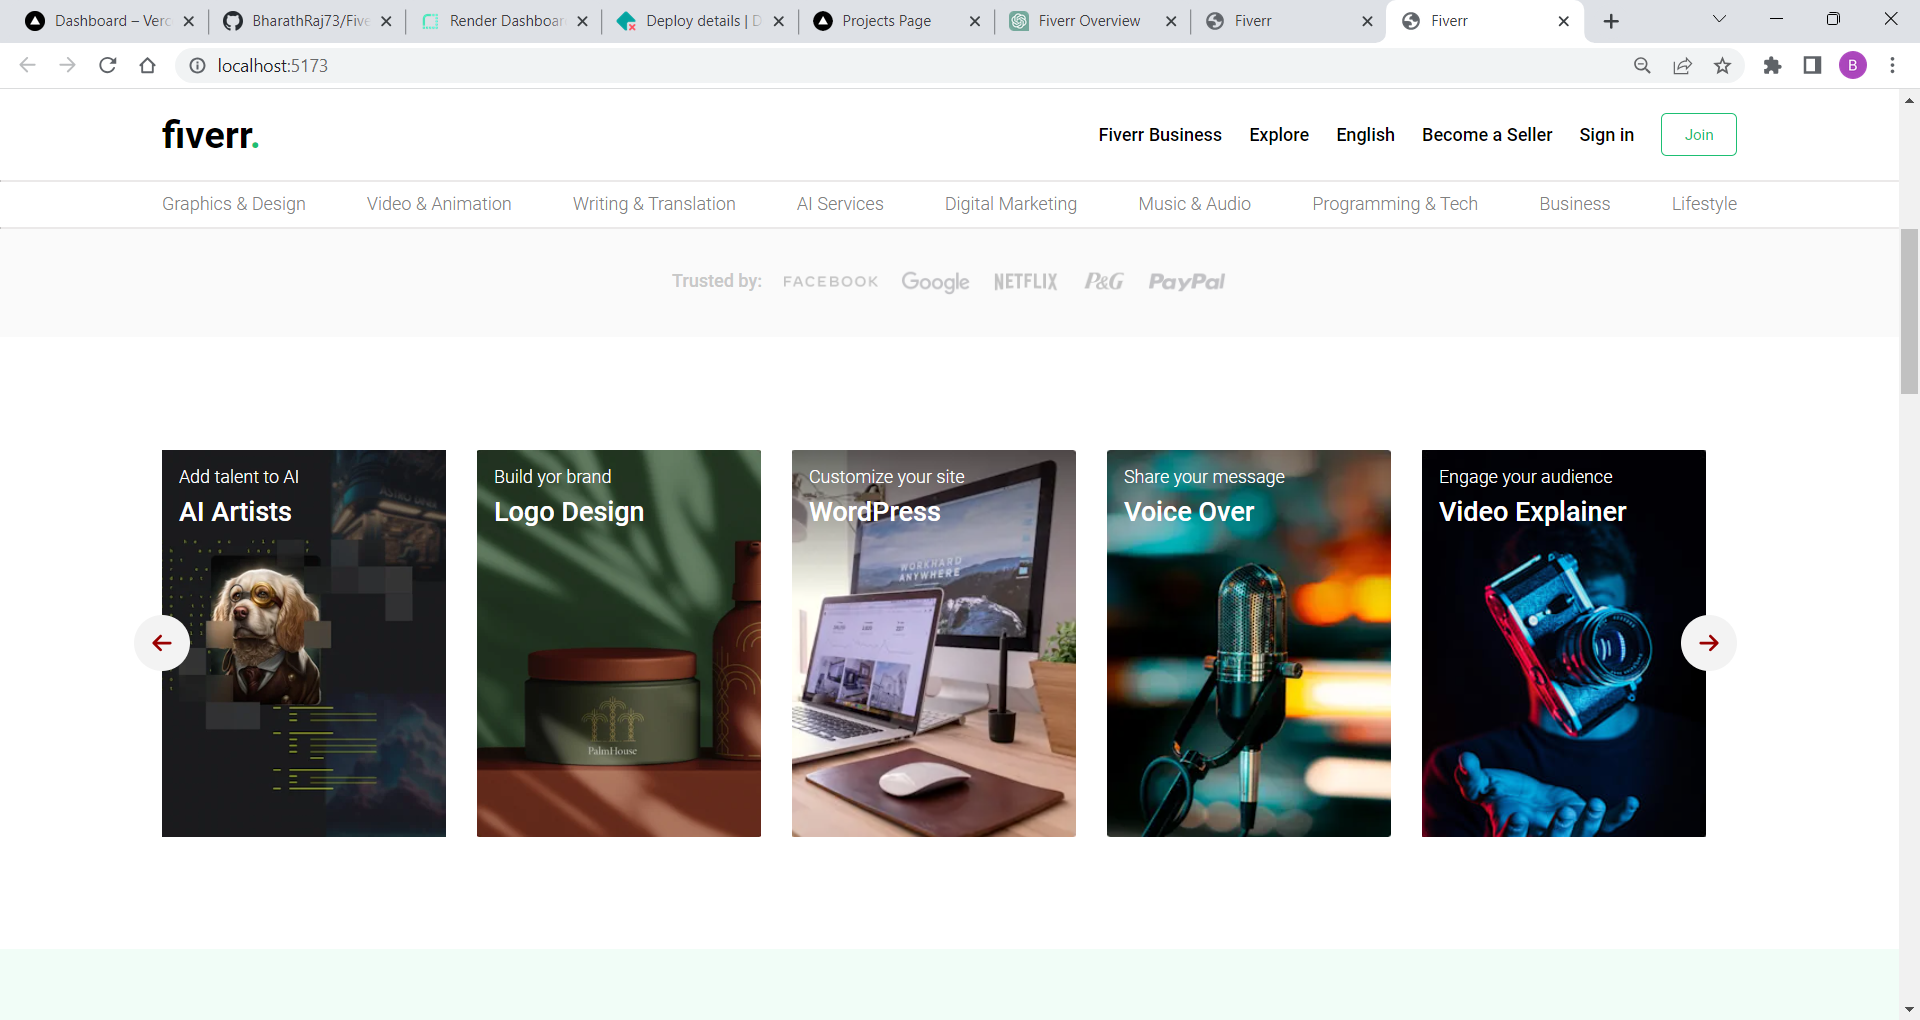 Dashboard – Verc
BharathRaj73/Five
Render Dashboar
Deploy details | D
Projects Page
Fiverr Overview
Fiverr
Fiverr
localhost:5173
B
fiverr.
Fiverr Business
Explore
English
Become a Seller
Sign in
Join
Graphics & Design
Video & Animation
Writing & Translation
AI Services
Digital Marketing
Music & Audio
Programming & Tech
Business
Lifestyle
Trusted by:
FACEBOOK
Google
NETFLIX
P&G
PayPal
Add talent to AI
AI Artists
Build yor brand
Logo Design
PalmHouse
Customize your site
WordPress
WORKHARD
ANYWHERE
Share your message
Voice Over
Engage your audience
Video Explainer